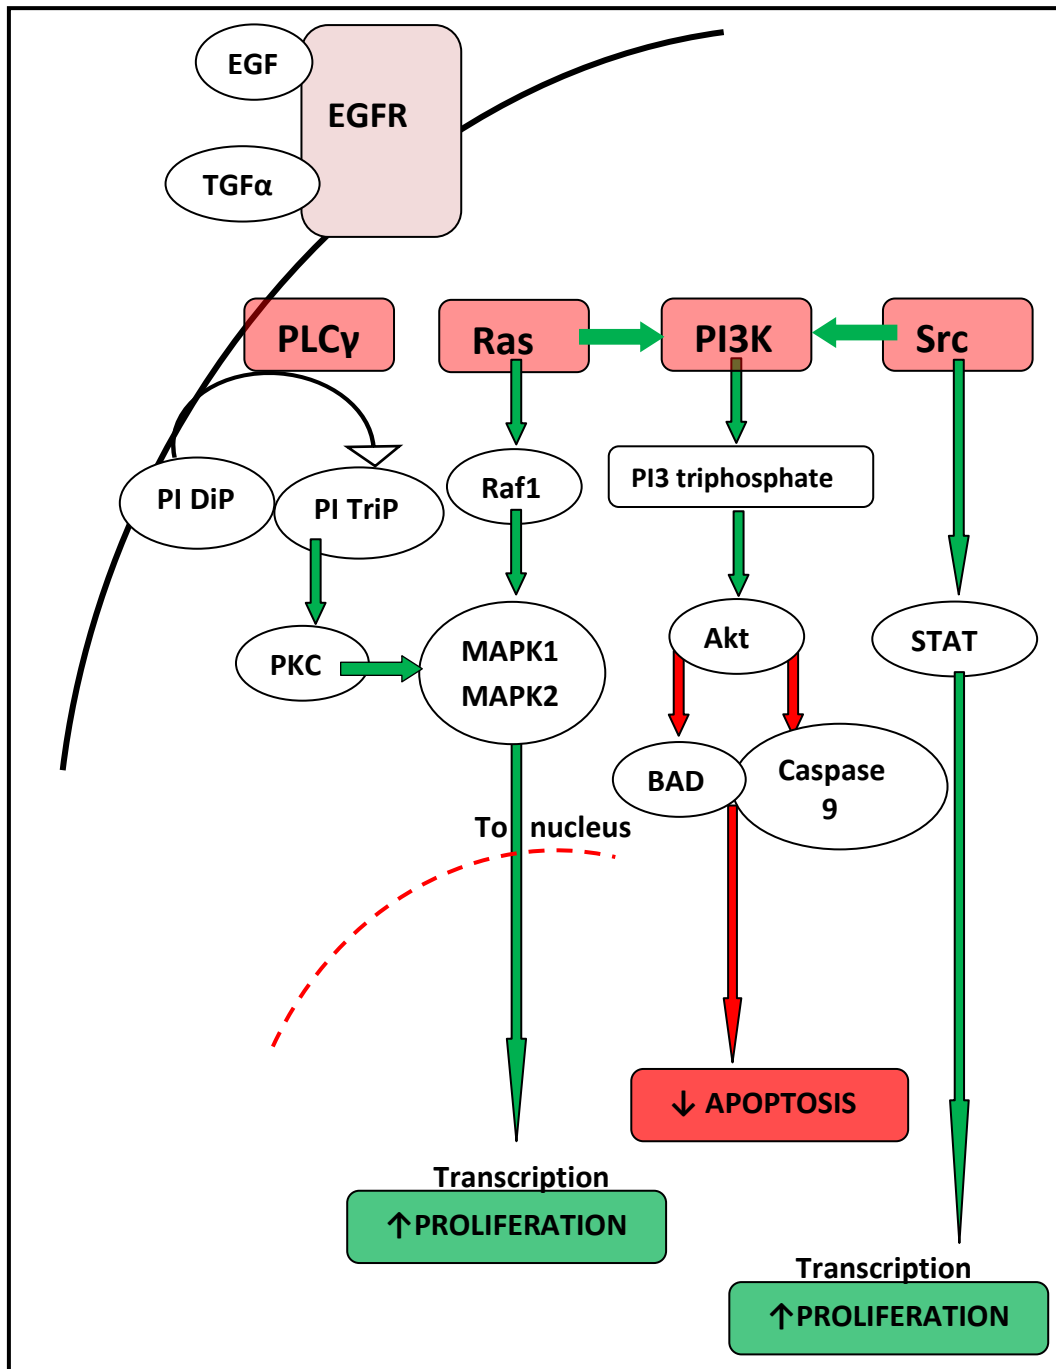 EGF
EGFR
TGFα
PLCγ
Ras
PI3K
Src
PI DiP
PI TriP
Raf1
PI3 triphosphate
PKC
MAPK1
MAPK2
Akt
STAT
BAD
Caspase
9
To nucleus
↓ APOPTOSIS
Transcription
↑PROLIFERATION
Transcription
↑PROLIFERATION